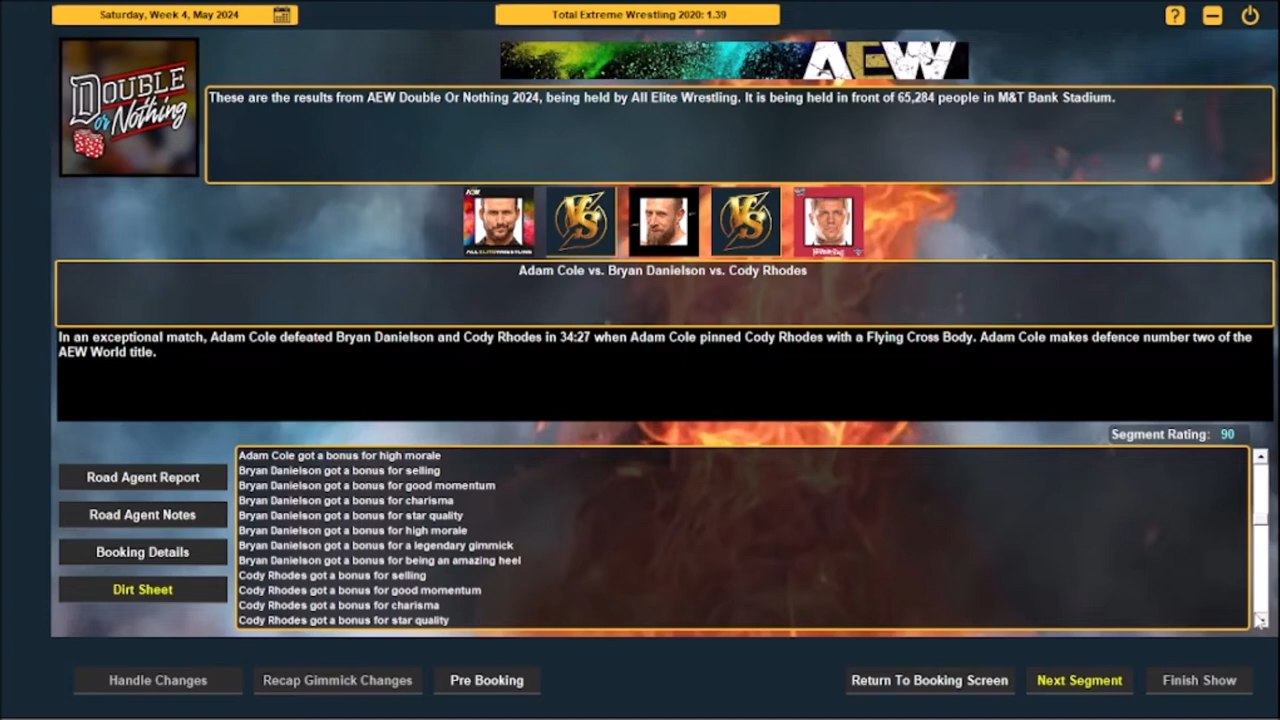 Saturday, Week 4, May 2024
Total Extreme Wrestling 2020: 1.39
?
DOUBLE
or Nothing
AEW
These are the results from AEW Double Or Nothing 2024, being held by All Elite Wrestling. It is being held in front of 65,284 people in M&T Bank Stadium.
AEW
ALL ELITE WRESTLING
VS
VS
Adam Cole vs. Bryan Danielson vs. Cody Rhodes
In an exceptional match, Adam Cole defeated Bryan Danielson and Cody Rhodes in 34:27 when Adam Cole pinned Cody Rhodes with a Flying Cross Body. Adam Cole makes defence number two of the
AEW World title.
Segment Rating: 90
Road Agent Report
Road Agent Notes
Booking Details
Dirt Sheet
Adam Cole got a bonus for high morale
Bryan Danielson got a bonus for selling
Bryan Danielson got a bonus for good momentum
Bryan Danielson got a bonus for charisma
Bryan Danielson got a bonus for star quality
Bryan Danielson got a bonus for high morale
Bryan Danielson got a bonus for a legendary gimmick
Bryan Danielson got a bonus for being an amazing heel
Cody Rhodes got a bonus for selling
Cody Rhodes got a bonus for good momentum
Cody Rhodes got a bonus for charisma
Cody Rhodes got a bonus for star quality
Handle Changes
Recap Gimmick Changes
Pre Booking
Return To Booking Screen
Next Segment
Finish Show